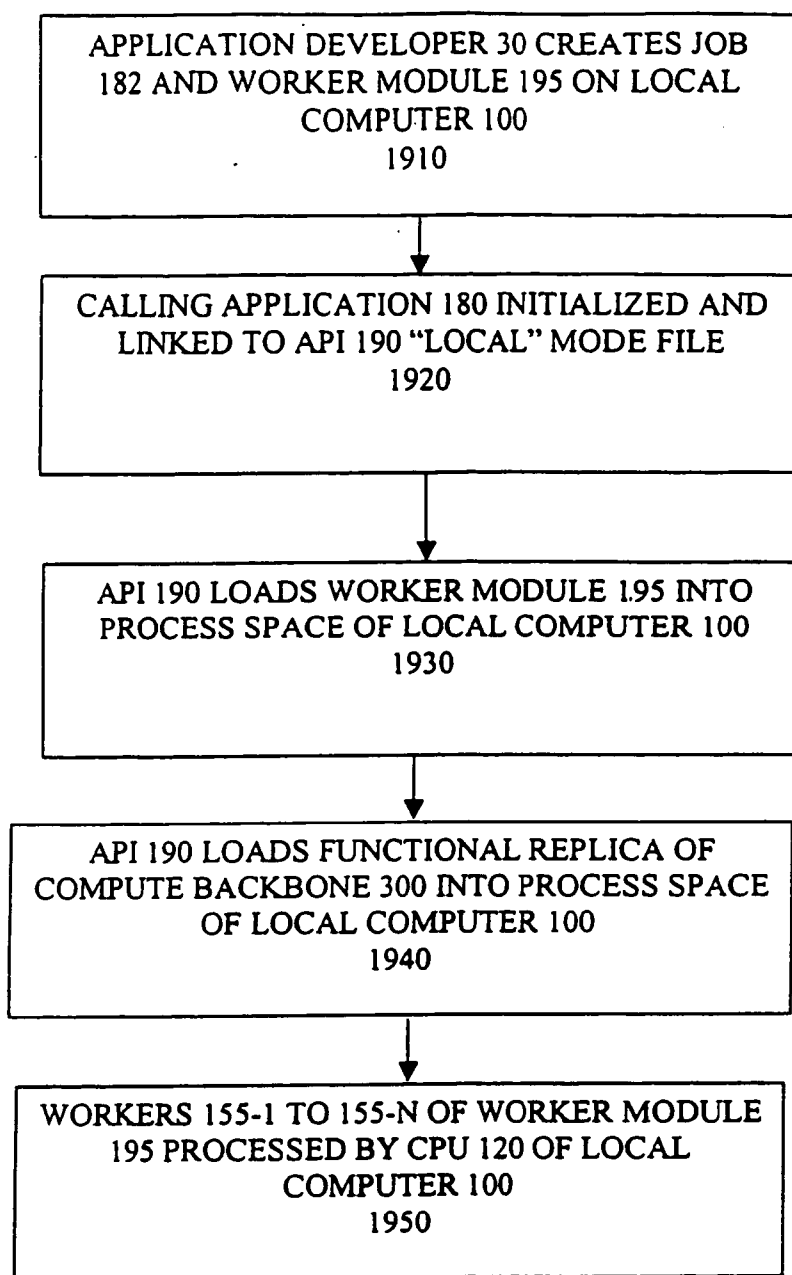 APPLICATION DEVELOPER 30 CREATES JOB
182 AND WORKER MODULE 195 ON LOCAL
COMPUTER 100
1910
CALLING APPLICATION 180 INITIALIZED AND
LINKED TO API 190 “LOCAL” MODE FILE
1920
API 190 LOADS WORKER MODULE 195 INTO
PROCESS SPACE OF LOCAL COMPUTER 100
1930
API 190 LOADS FUNCTIONAL REPLICA OF
COMPUTE BACKBONE 300 INTO PROCESS SPACE
OF LOCAL COMPUTER 100
1940
WORKERS 155-1 TO 155-N OF WORKER MODULE
195 PROCESSED BY CPU 120 OF LOCAL
COMPUTER 100
1950